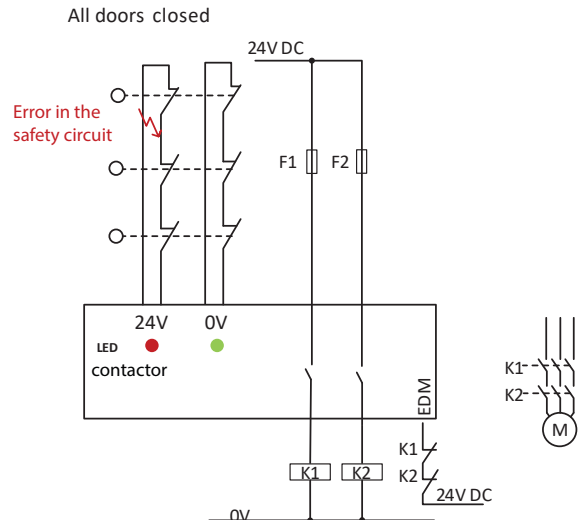 All doors closed
24V DC
Error in the
safety circuit
F1
F2
24V
0V
LED
contactor
EDM
K1
K2
M
K1
K2
K1
K2
24V DC
0V